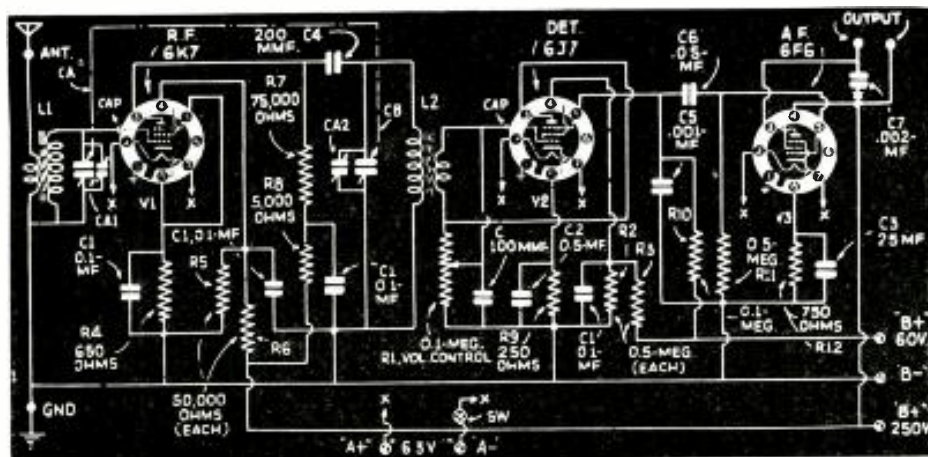 ANT.
CA
L1
CAP
CA1
R.F.
6K7
V1
200
MMF.
C4
R7
75,000
OHMS
R8
5,000
OHMS
CA2
CB
L2
C1
0.1-
MF
R4
650
OHMS
R5
C1, 0.1-MF
R6
50,000
OHMS
(EACH)
C1
0.1-
MF
DET.
6J7
CAP
V2
C
100 MMF.
C2
0.5-MF
R2
R3
0.1-MEG.
R1, VOL. CONTROL
R9
250
OHMS
C1
0.1-
MF
0.5-MEG.
(EACH)
C6
.05-
MF
C5
.001-
MF
R10
0.5-
MEG.
R11
0.1-
MEG.
A.F.
6F6
V3
OUTPUT
C7
.002-
MF
C3
25 MF
750
OHMS
R12
"B+"
60V.
"B-"
"B+"
250V.
GND
X
X
X
X
X
X
X
X
SW
"A+"
6.3V
"A-"